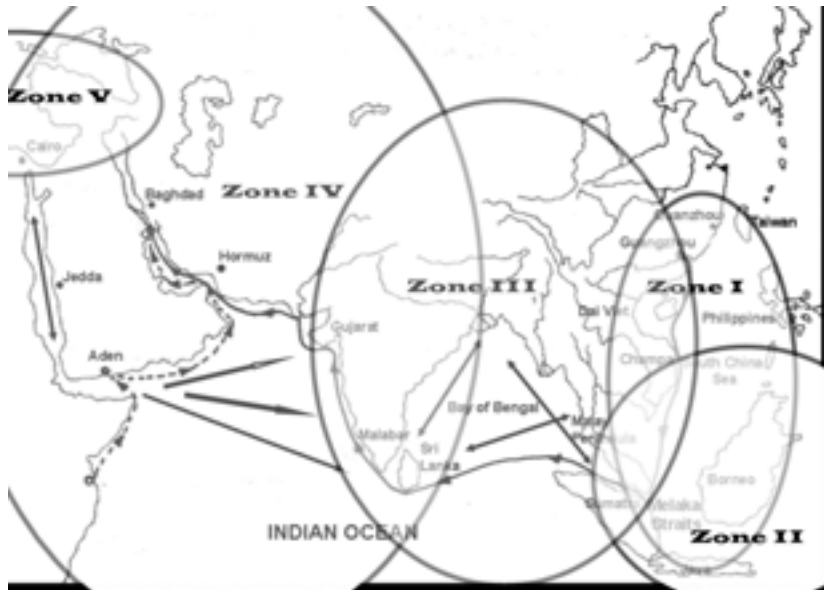 Zone V
Cairo
Baghdad
Zone IV
Hormuz
Jedda
Aden
Quanzhou
Taiwan
Guangzhou
Zone III
Zone I
Gujarat
Dai Viet
Philippines
Champa
South China
Sea
Bay of Bengal
Malay
Peninsula
Malabar
Sri
Lanka
Borneo
Melaka
Straits
INDIAN OCEAN
Zone II